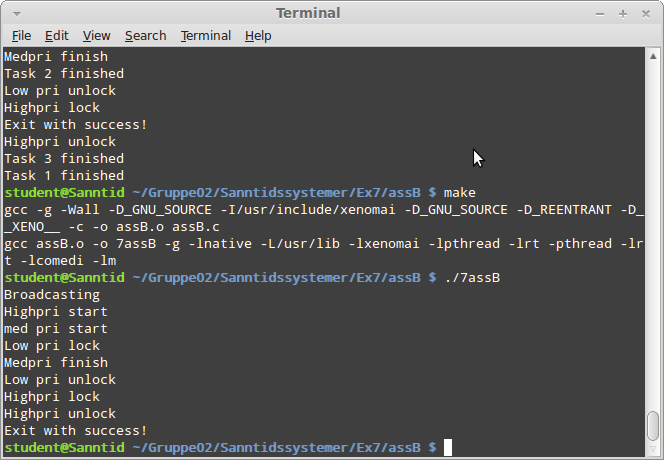 Terminal
File Edit View Search Terminal Help
Medpri finish
Task 2 finished
Low pri unlock
Highpri lock
Exit with success!
Highpri unlock
Task 3 finished
Task 1 finished
student@Sanntid ~/Gruppe02/Sanntidssystemer/Ex7/assB $ make
gcc -g -Wall -D_GNU_SOURCE -I/usr/include/xenomai -D_GNU_SOURCE -D_REENTRANT -D_
_XENO__ -c -o assB.o assB.c
gcc assB.o -o 7assB -g -lnative -L/usr/lib -lxenomai -lpthread -lrt -pthread -lr
t -lcomedi -lm
student@Sanntid ~/Gruppe02/Sanntidssystemer/Ex7/assB $ ./7assB
Broadcasting
Highpri start
med pri start
Low pri lock
Medpri finish
Low pri unlock
Highpri lock
Highpri unlock
Exit with success!
student@Sanntid ~/Gruppe02/Sanntidssystemer/Ex7/assB $